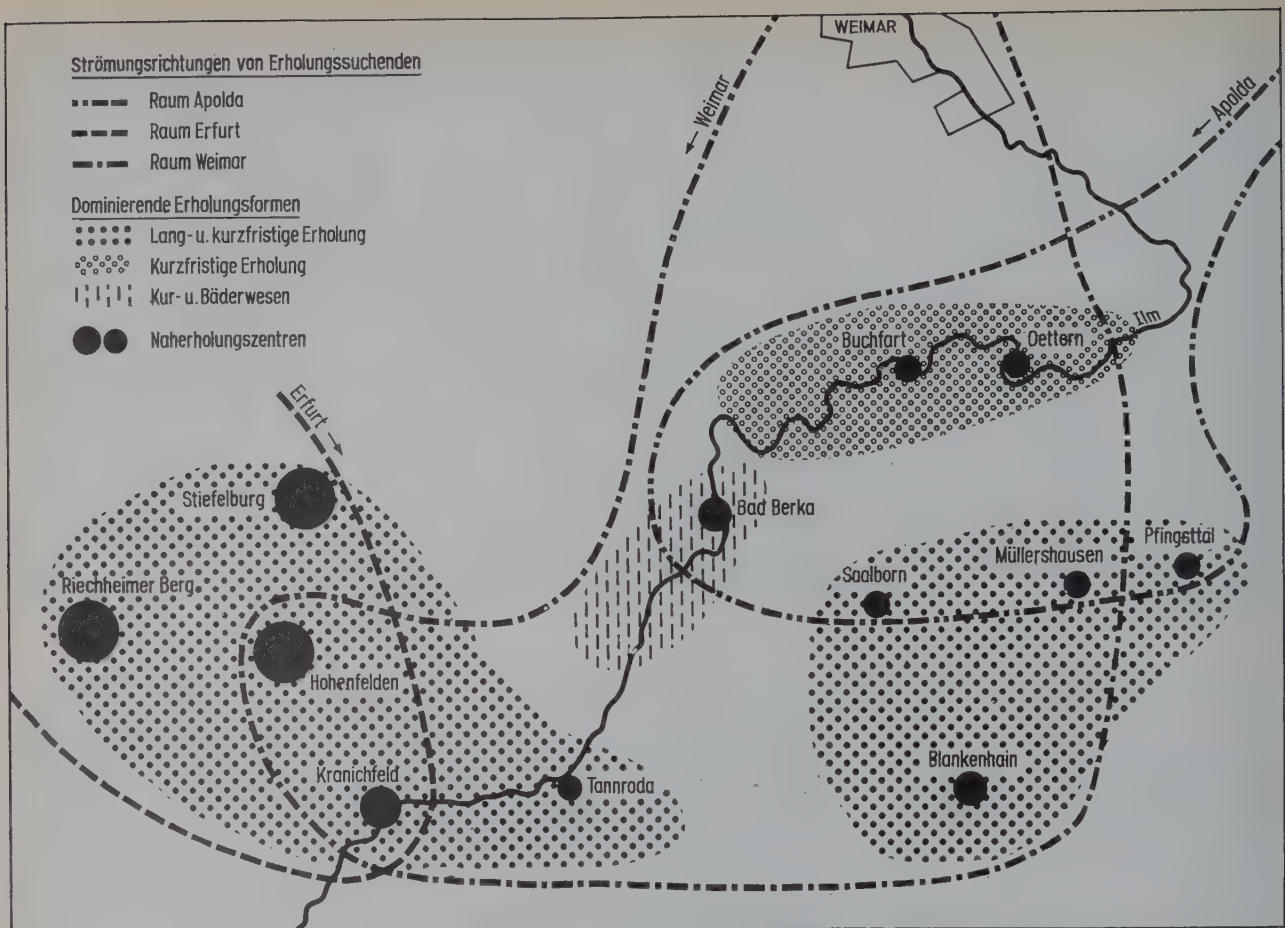 Strömungsrichtungen von Erholungssuchenden
Raum Apolda
Raum Erfurt
Raum Weimar
Dominierende Erholungsformen
Lang- u. kurzfristige Erholung
Kurzfristige Erholung
Kur- u. Bäderwesen
Naherholungszentren
WEIMAR
← Weimar
← Apolda
Ilm
Buchfart
Oettern
Erfurt →
Stiefelburg
Bad Berka
Pfingsttal
Müllershausen
Saalborn
Riechheimer Berg
Hohenfelden
Kranichfeld
Tannroda
Blankenhain